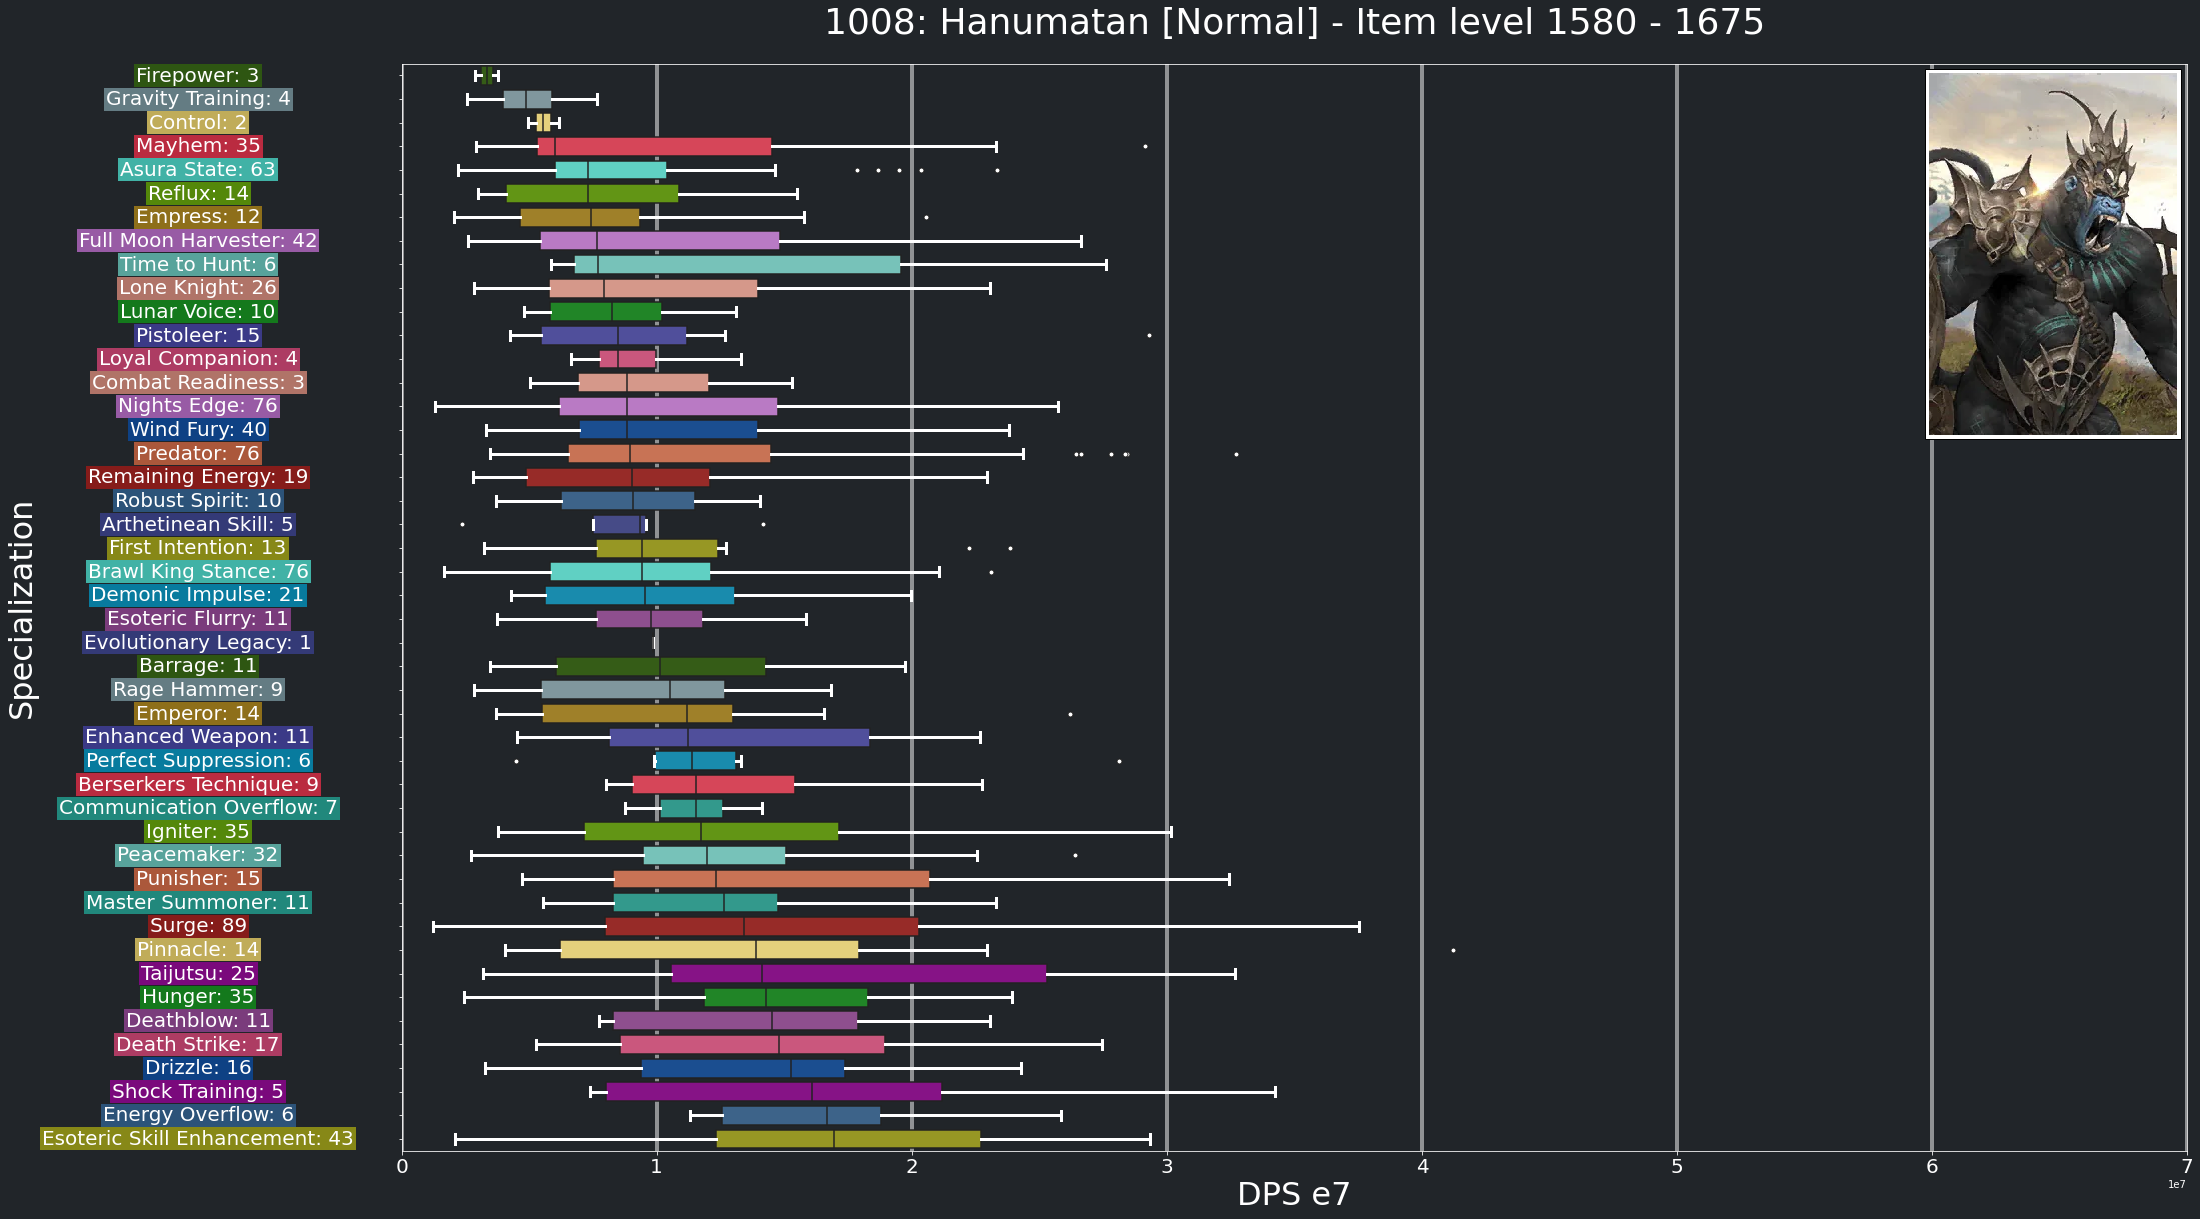 1008: Hanumatan [Normal] - Item level 1580 - 1675
Specialization
Firepower: 3
Gravity Training: 4
Control: 2
Mayhem: 35
Asura State: 63
Reflux: 14
Empress: 12
Full Moon Harvester: 42
Time to Hunt: 6
Lone Knight: 26
Lunar Voice: 10
Pistoleer: 15
Loyal Companion: 4
Combat Readiness: 3
Nights Edge: 76
Wind Fury: 40
Predator: 76
Remaining Energy: 19
Robust Spirit: 10
Arthetinean Skill: 5
First Intention: 13
Brawl King Stance: 76
Demonic Impulse: 21
Esoteric Flurry: 11
Evolutionary Legacy: 1
Barrage: 11
Rage Hammer: 9
Emperor: 14
Enhanced Weapon: 11
Perfect Suppression: 6
Berserkers Technique: 9
Communication Overflow: 7
Igniter: 35
Peacemaker: 32
Punisher: 15
Master Summoner: 11
Surge: 89
Pinnacle: 14
Taijutsu: 25
Hunger: 35
Deathblow: 11
Death Strike: 17
Drizzle: 16
Shock Training: 5
Energy Overflow: 6
Esoteric Skill Enhancement: 43
0 1 2 3 4 5 6 7
1e7
DPS e7